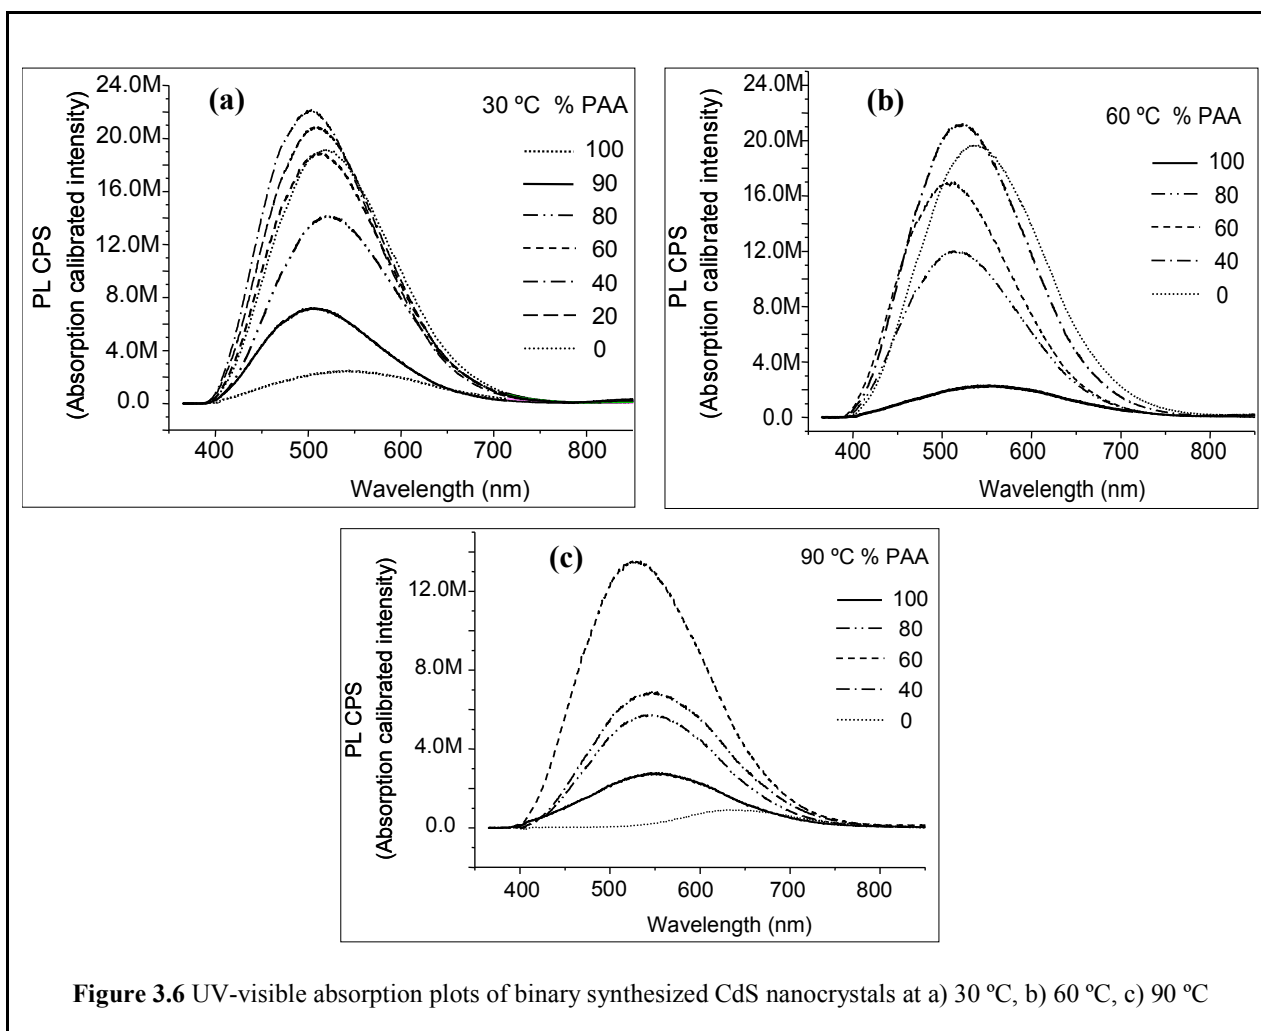 (a)
30 ºC % PAA
100
90
80
60
40
20
0
24.0M
20.0M
16.0M
12.0M
8.0M
4.0M
0.0
PL CPS
(Absorption calibrated intensity)
400 500 600 700 800
Wavelength (nm)
(b)
60 ºC % PAA
100
80
60
40
0
24.0M
20.0M
16.0M
12.0M
8.0M
4.0M
0.0
PL CPS
(Absorption calibrated intensity)
400 500 600 700 800
Wavelength (nm)
(c)
90 ºC % PAA
100
80
60
40
0
12.0M
8.0M
4.0M
0.0
PL CPS
(Absorption calibrated intensity)
400 500 600 700 800
Wavelength (nm)
Figure 3.6 UV-visible absorption plots of binary synthesized CdS nanocrystals at a) 30 ºC, b) 60 ºC, c) 90 ºC